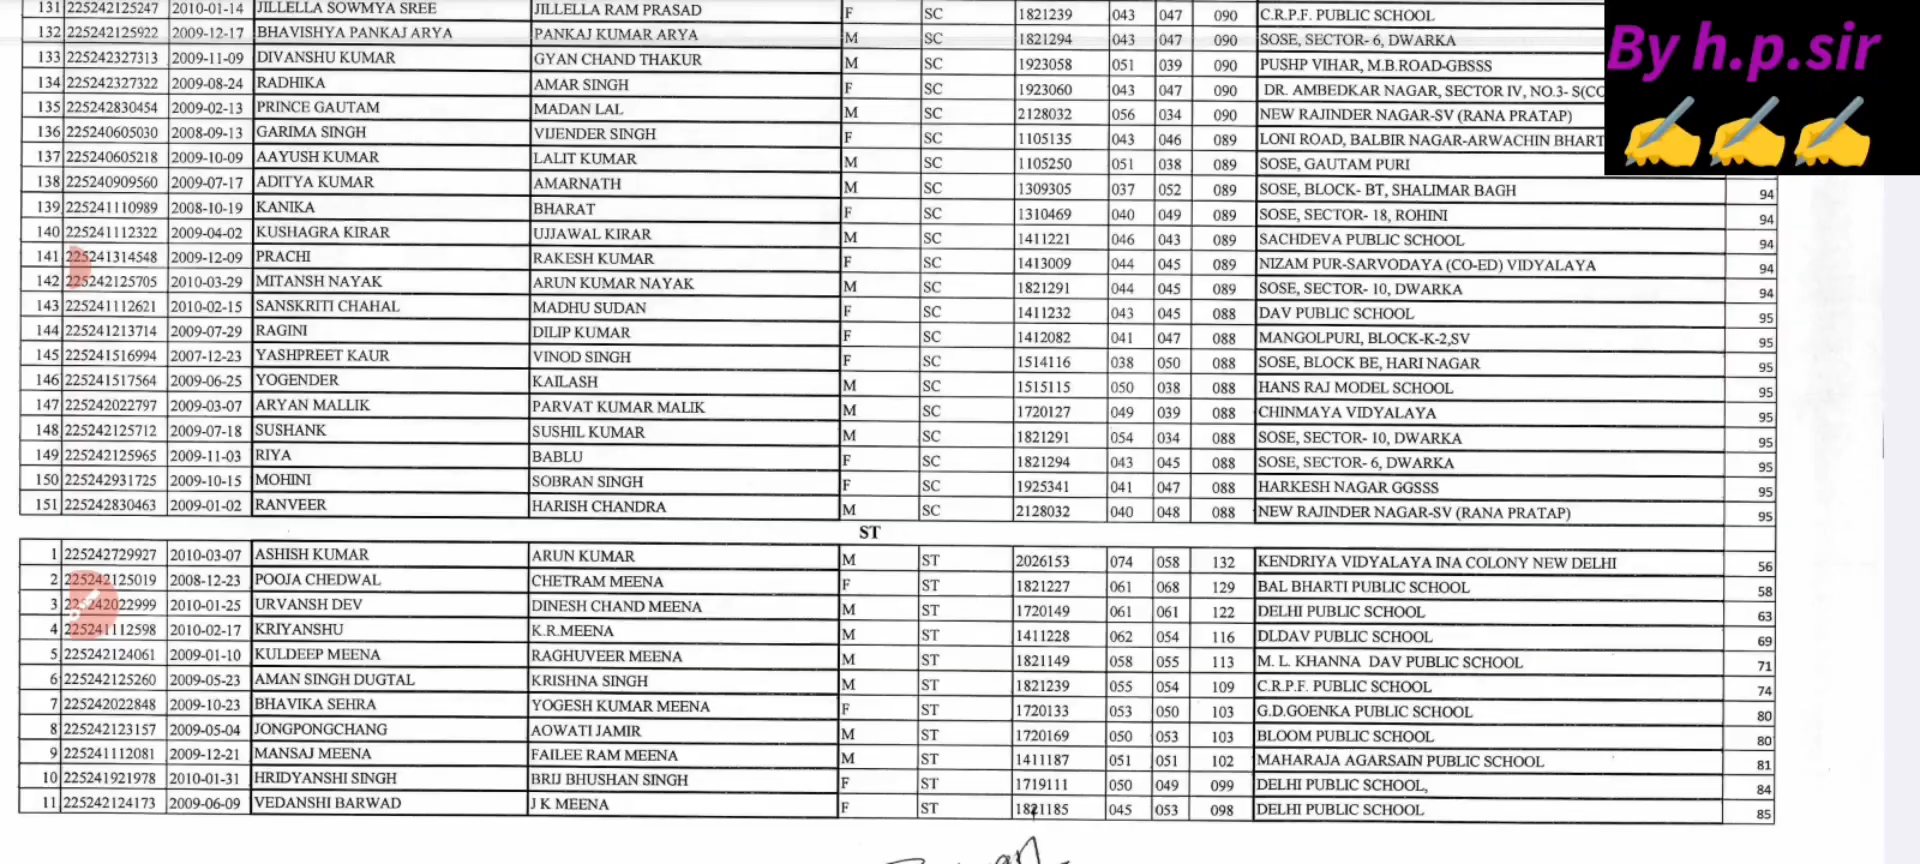 131 225242125247 2010-01-14 JILLELLA SOWMYA SREE JILLELLA RAM PRASAD F SC 1821239 043 047 090 C.R.P.F. PUBLIC SCHOOL
132 225242125922 2009-12-17 BHAVISHYA PANKAJ ARYA PANKAJ KUMAR ARYA M SC 1821294 043 047 090 SOSE, SECTOR- 6, DWARKA
By h.p.sir
133 225242327313 2009-11-09 DIVANSHU KUMAR GYAN CHAND THAKUR M SC 1923058 051 039 090 PUSHP VIHAR, M.B.ROAD-GBSSS
134 225242327322 2009-08-24 RADHIKA AMAR SINGH F SC 1923060 043 047 090 DR. AMBEDKAR NAGAR, SECTOR IV, NO.3- S(CO
135 225242830454 2009-02-13 PRINCE GAUTAM MADAN LAL M SC 2128032 056 034 090 NEW RAJINDER NAGAR-SV (RANA PRATAP)
136 225240605030 2008-09-13 GARIMA SINGH VIJENDER SINGH F SC 1105135 043 046 089 LONI ROAD, BALBIR NAGAR-ARWACHIN BHART
137 225240605218 2009-10-09 AAYUSH KUMAR LALIT KUMAR M SC 1105250 051 038 089 SOSE, GAUTAM PURI
138 225240909560 2009-07-17 ADITYA KUMAR AMARNATH M SC 1309305 037 052 089 SOSE, BLOCK- BT, SHALIMAR BAGH 94
139 225241110989 2008-10-19 KANIKA BHARAT F SC 1310469 040 049 089 SOSE, SECTOR- 18, ROHINI 94
140 225241112322 2009-04-02 KUSHAGRA KIRAR UJJAWAL KIRAR M SC 1411221 046 043 089 SACHDEVA PUBLIC SCHOOL 94
141 225241314548 2009-12-09 PRACHI RAKESH KUMAR F SC 1413009 044 045 089 NIZAM PUR-SARVODAYA (CO-ED) VIDYALAYA 94
142 225242125705 2010-03-29 MITANSH NAYAK ARUN KUMAR NAYAK M SC 1821291 044 045 089 SOSE, SECTOR- 10, DWARKA 94
143 225241112621 2010-02-15 SANSKRITI CHAHAL MADHU SUDAN F SC 1411232 043 045 088 DAV PUBLIC SCHOOL 95
144 225241213714 2009-07-29 RAGINI DILIP KUMAR F SC 1412082 041 047 088 MANGOLPURI, BLOCK-K-2,SV 95
145 225241516994 2007-12-23 YASHPREET KAUR VINOD SINGH F SC 1514116 038 050 088 SOSE, BLOCK BE, HARI NAGAR 95
146 225241517564 2009-06-25 YOGENDER KAILASH M SC 1515115 050 038 088 HANS RAJ MODEL SCHOOL 95
147 225242022797 2009-03-07 ARYAN MALLIK PARVAT KUMAR MALIK M SC 1720127 049 039 088 CHINMAYA VIDYALAYA 95
148 225242125712 2009-07-18 SUSHANK SUSHIL KUMAR M SC 1821291 054 034 088 SOSE, SECTOR- 10, DWARKA 95
149 225242125965 2009-11-03 RIYA BABLU F SC 1821294 043 045 088 SOSE, SECTOR- 6, DWARKA 95
150 225242931725 2009-10-15 MOHINI SOBRAN SINGH F SC 1925341 041 047 088 HARKESH NAGAR GGSSS 95
151 225242830463 2009-01-02 RANVEER HARISH CHANDRA M SC 2128032 040 048 088 NEW RAJINDER NAGAR-SV (RANA PRATAP) 95
ST
1 225242729927 2010-03-07 ASHISH KUMAR ARUN KUMAR M ST 2026153 074 058 132 KENDRIYA VIDYALAYA INA COLONY NEW DELHI 56
2 225242125019 2008-12-23 POOJA CHEDWAL CHETRAM MEENA F ST 1821227 061 068 129 BAL BHARTI PUBLIC SCHOOL 58
3 225242022999 2010-01-25 URVANSH DEV DINESH CHAND MEENA M ST 1720149 061 061 122 DELHI PUBLIC SCHOOL 63
4 225241112598 2010-02-17 KRIYANSHU K.R.MEENA M ST 1411228 062 054 116 DLDAV PUBLIC SCHOOL 69
5 225242124061 2009-01-10 KULDEEP MEENA RAGHUVEER MEENA M ST 1821149 058 055 113 M. L. KHANNA DAV PUBLIC SCHOOL 71
6 225242125260 2009-05-23 AMAN SINGH DUGTAL KRISHNA SINGH M ST 1821239 055 054 109 C.R.P.F. PUBLIC SCHOOL 74
7 225242022848 2009-10-23 BHAVIKA SEHRA YOGESH KUMAR MEENA F ST 1720133 053 050 103 G.D.GOENKA PUBLIC SCHOOL 80
8 225242123157 2009-05-04 JONGPONGCHANG AOWATI JAMIR M ST 1720169 050 053 103 BLOOM PUBLIC SCHOOL 80
9 225241112081 2009-12-21 MANSAJ MEENA FAILEE RAM MEENA M ST 1411187 051 051 102 MAHARAJA AGARSAIN PUBLIC SCHOOL 81
10 225241921978 2010-01-31 HRIDYANSHI SINGH BRIJ BHUSHAN SINGH F ST 1719111 050 049 099 DELHI PUBLIC SCHOOL, 84
11 225242124173 2009-06-09 VEDANSHI BARWAD J K MEENA F ST 1821185 045 053 098 DELHI PUBLIC SCHOOL 85